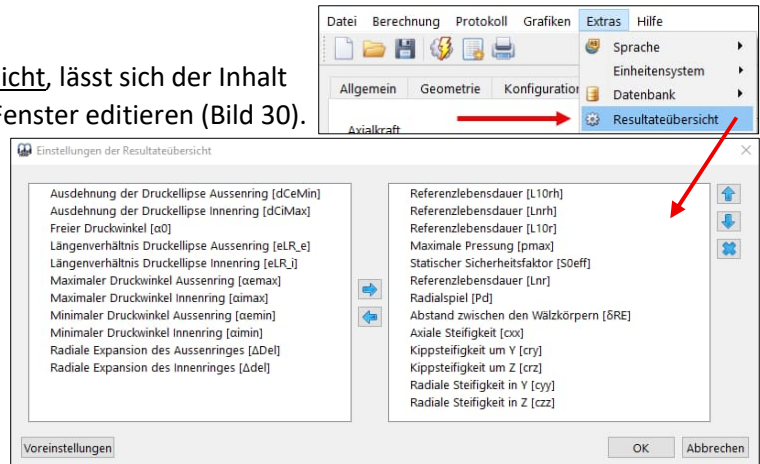 Datei Berechnung Protokoll Grafiken Extras Hilfe
Sprache
Einheitensystem
Allgemein Geometrie Konfiguration Datenbank
Resultateübersicht
Axialkraft
icht, lässt sich der Inhalt
Fenster editieren (Bild 30).
Einstellungen der Resultateübersicht
Ausdehnung der Druckellipse Aussenring [dCeMin]
Ausdehnung der Druckellipse Innenring [dCiMax]
Freier Druckwinkel [α0]
Längenverhältnis Druckellipse Aussenring [eLR_e]
Längenverhältnis Druckellipse Innenring [eLR_i]
Maximaler Druckwinkel Aussenring [αemax]
Maximaler Druckwinkel Innenring [αimax]
Minimaler Druckwinkel Aussenring [αemin]
Minimaler Druckwinkel Innenring [αimin]
Radiale Expansion des Aussenringes [ΔDel]
Radiale Expansion des Innenringes [Δdel]
Referenzlebensdauer [L10rh]
Referenzlebensdauer [Lnrh]
Referenzlebensdauer [L10r]
Maximale Pressung [pmax]
Statischer Sicherheitsfaktor [S0eff]
Referenzlebensdauer [Lnr]
Radialspiel [Pd]
Abstand zwischen den Wälzkörpern [δRE]
Axiale Steifigkeit [cxx]
Kippsteifigkeit um Y [cry]
Kippsteifigkeit um Z [crz]
Radiale Steifigkeit in Y [cyy]
Radiale Steifigkeit in Z [czz]
Voreinstellungen OK Abbrechen